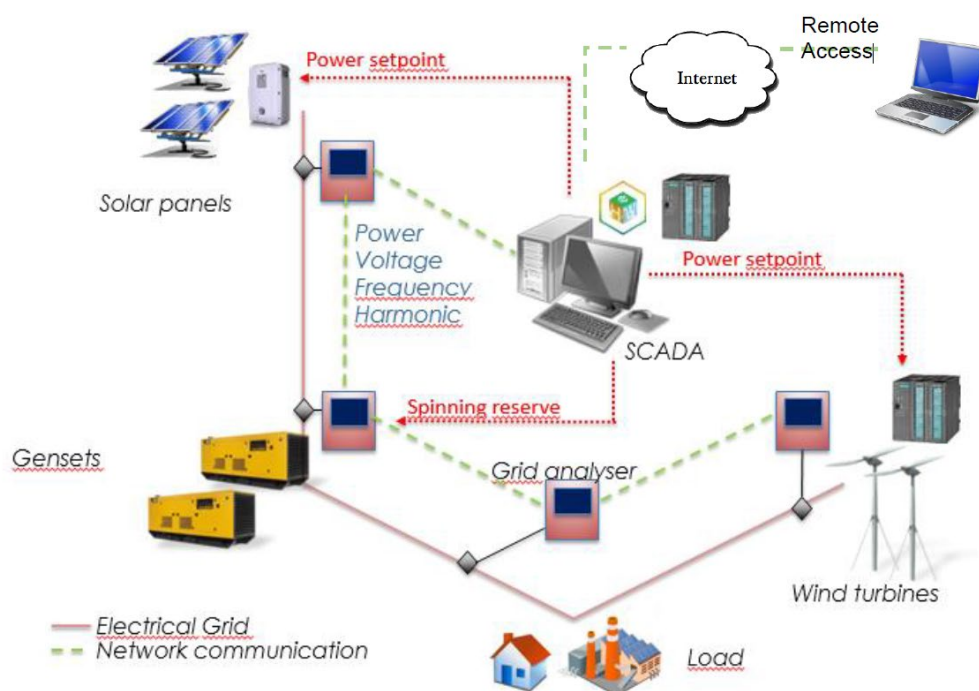 Remote
Access
Internet
Power setpoint
Solar panels
Power
Voltage
Frequency
Harmonic
Power setpoint
SCADA
Spinning reserve
Gensets
Grid analyser
Wind turbines
Electrical Grid
Network communication
Load